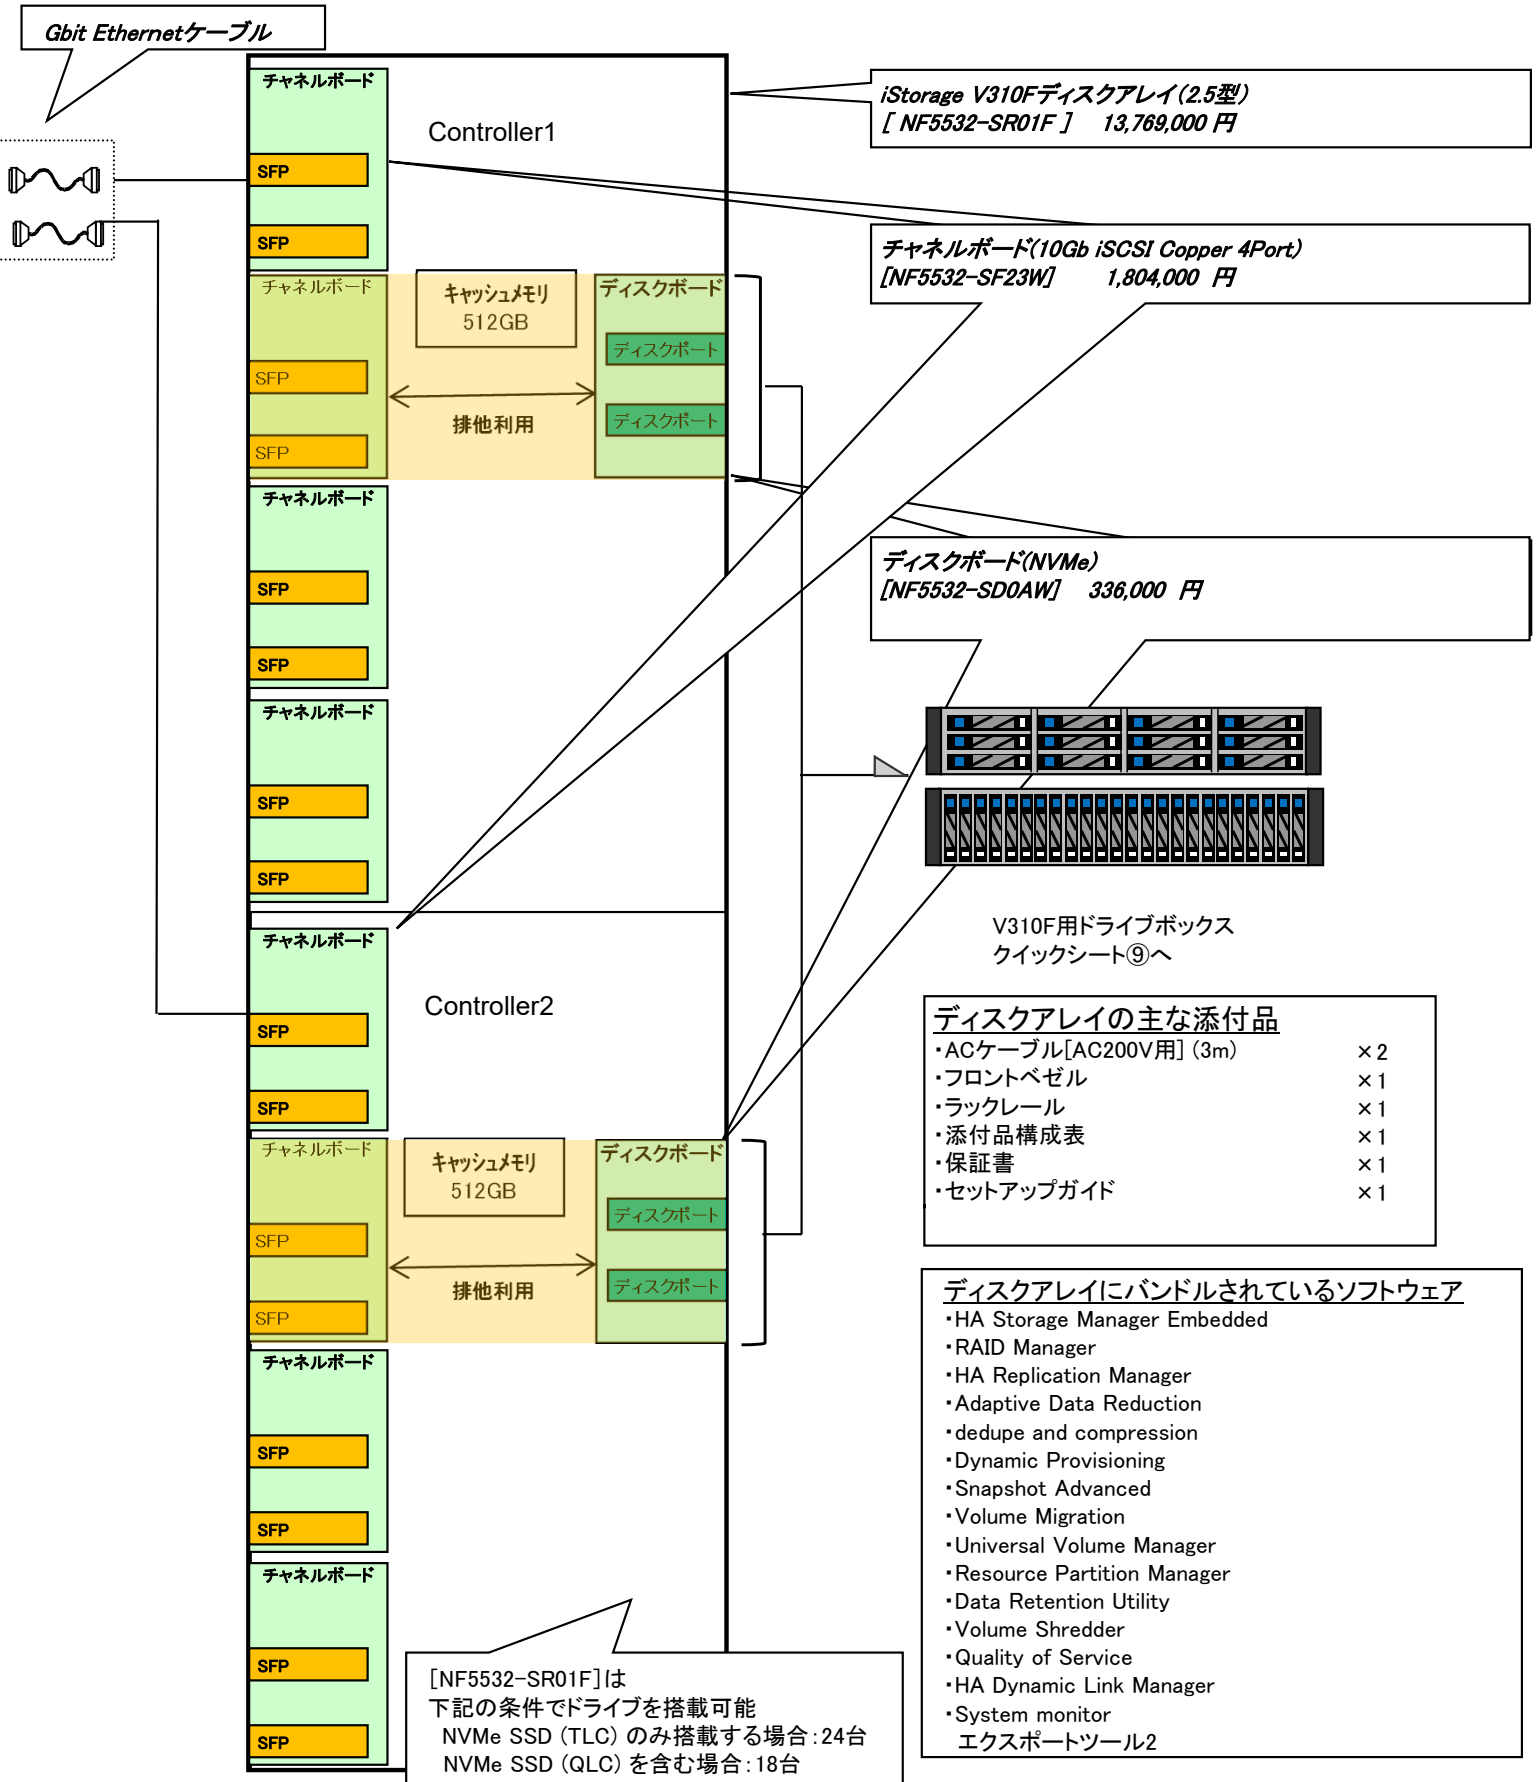 Gbit Ethernetケーブル
チャネルボード
Controller1
SFP
SFP
iStorage V310Fディスクアレイ（2.5型）
[ NF5532-SR01F ] 13,769,000 円
チャネルボード(10Gb iSCSI Copper 4Port)
[NF5532-SF23W] 1,804,000 円
チャネルボード
キャッシュメモリ
512GB
ディスクボード
ディスクポート
SFP
排他利用
ディスクポート
SFP
チャネルボード
SFP
SFP
ディスクボード(NVMe)
[NF5532-SD0AW] 336,000 円
チャネルボード
SFP
SFP
V310F用ドライブボックス
クイックシート⑨へ
チャネルボード
Controller2
SFP
SFP
ディスクアレイの主な添付品
・ACケーブル[AC200V用] (3m) ×2
・フロントベゼル ×1
・ラックレール ×1
・添付品構成表 ×1
・保証書 ×1
・セットアップガイド ×1
チャネルボード
キャッシュメモリ
512GB
ディスクボード
ディスクポート
SFP
排他利用
ディスクポート
SFP
チャネルボード
SFP
SFP
チャネルボード
SFP
SFP
ディスクアレイにバンドルされているソフトウェア
・HA Storage Manager Embedded
・RAID Manager
・HA Replication Manager
・Adaptive Data Reduction
・dedupe and compression
・Dynamic Provisioning
・Snapshot Advanced
・Volume Migration
・Universal Volume Manager
・Resource Partition Manager
・Data Retention Utility
・Volume Shredder
・Quality of Service
・HA Dynamic Link Manager
・System monitor
エクスポートツール2
[NF5532-SR01F]は
下記の条件でドライブを搭載可能
NVMe SSD (TLC) のみ搭載する場合：24台
NVMe SSD (QLC) を含む場合：18台